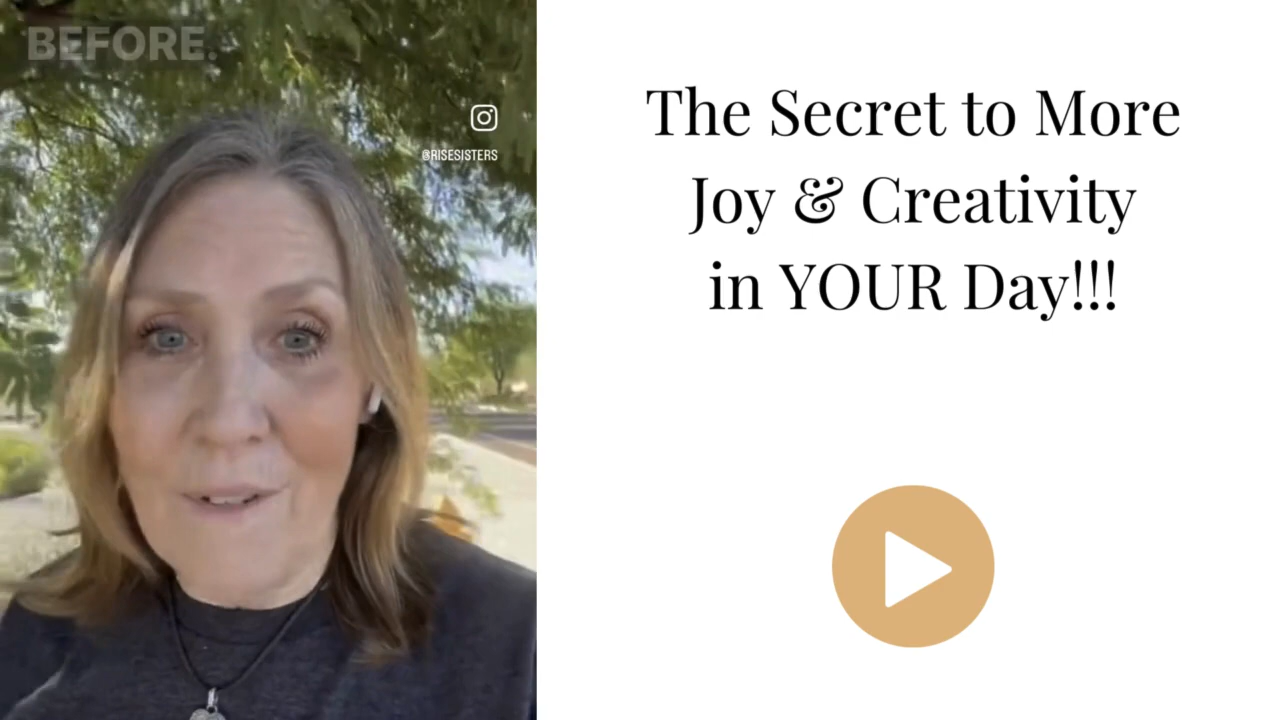 BEFORE.
@RISESISTERS
The Secret to More
Joy & Creativity
in YOUR Day!!!